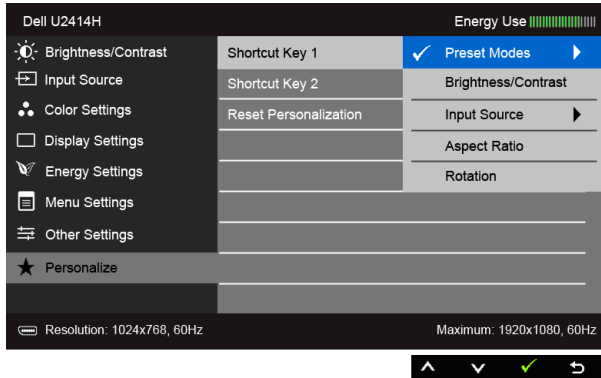 Dell U2414H Energy Use
Brightness/Contrast Shortcut Key 1 Preset Modes
Input Source Shortcut Key 2 Brightness/Contrast
Color Settings Reset Personalization Input Source
Display Settings Aspect Ratio
Energy Settings Rotation
Menu Settings
Other Settings
Personalize
Resolution: 1024x768, 60Hz Maximum: 1920x1080, 60Hz